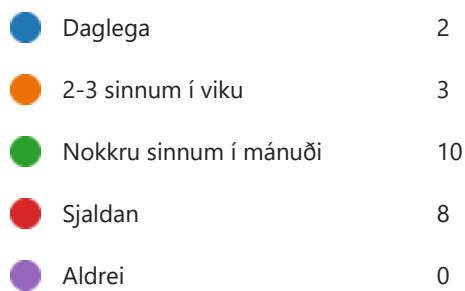 Daglega 2
2-3 sinnum í viku 3
Nokkru sinnum í mánuði 10
Sjaldan 8
Aldrei 0